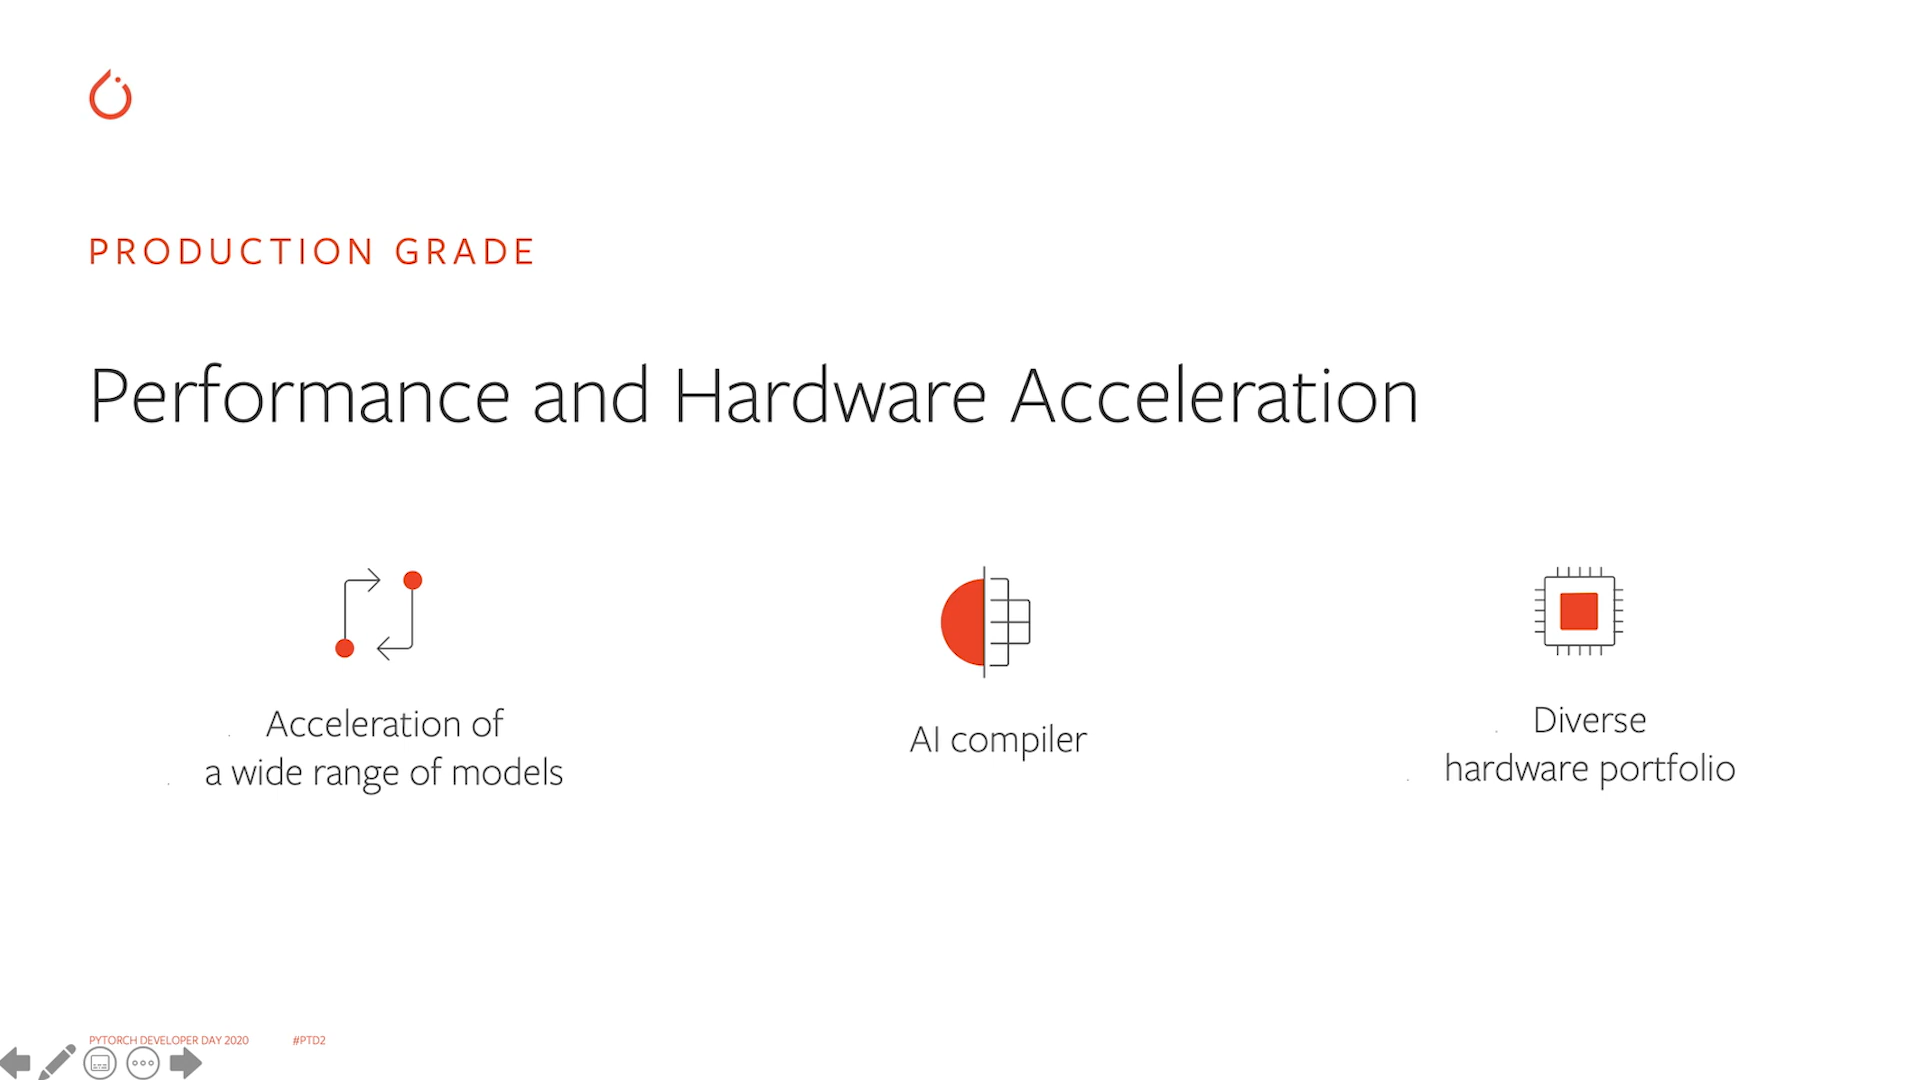 PRODUCTION GRADE
Performance and Hardware Acceleration
Acceleration of
a wide range of models
AI compiler
Diverse
hardware portfolio
PYTORCH DEVELOPER DAY 2020 #PTD2